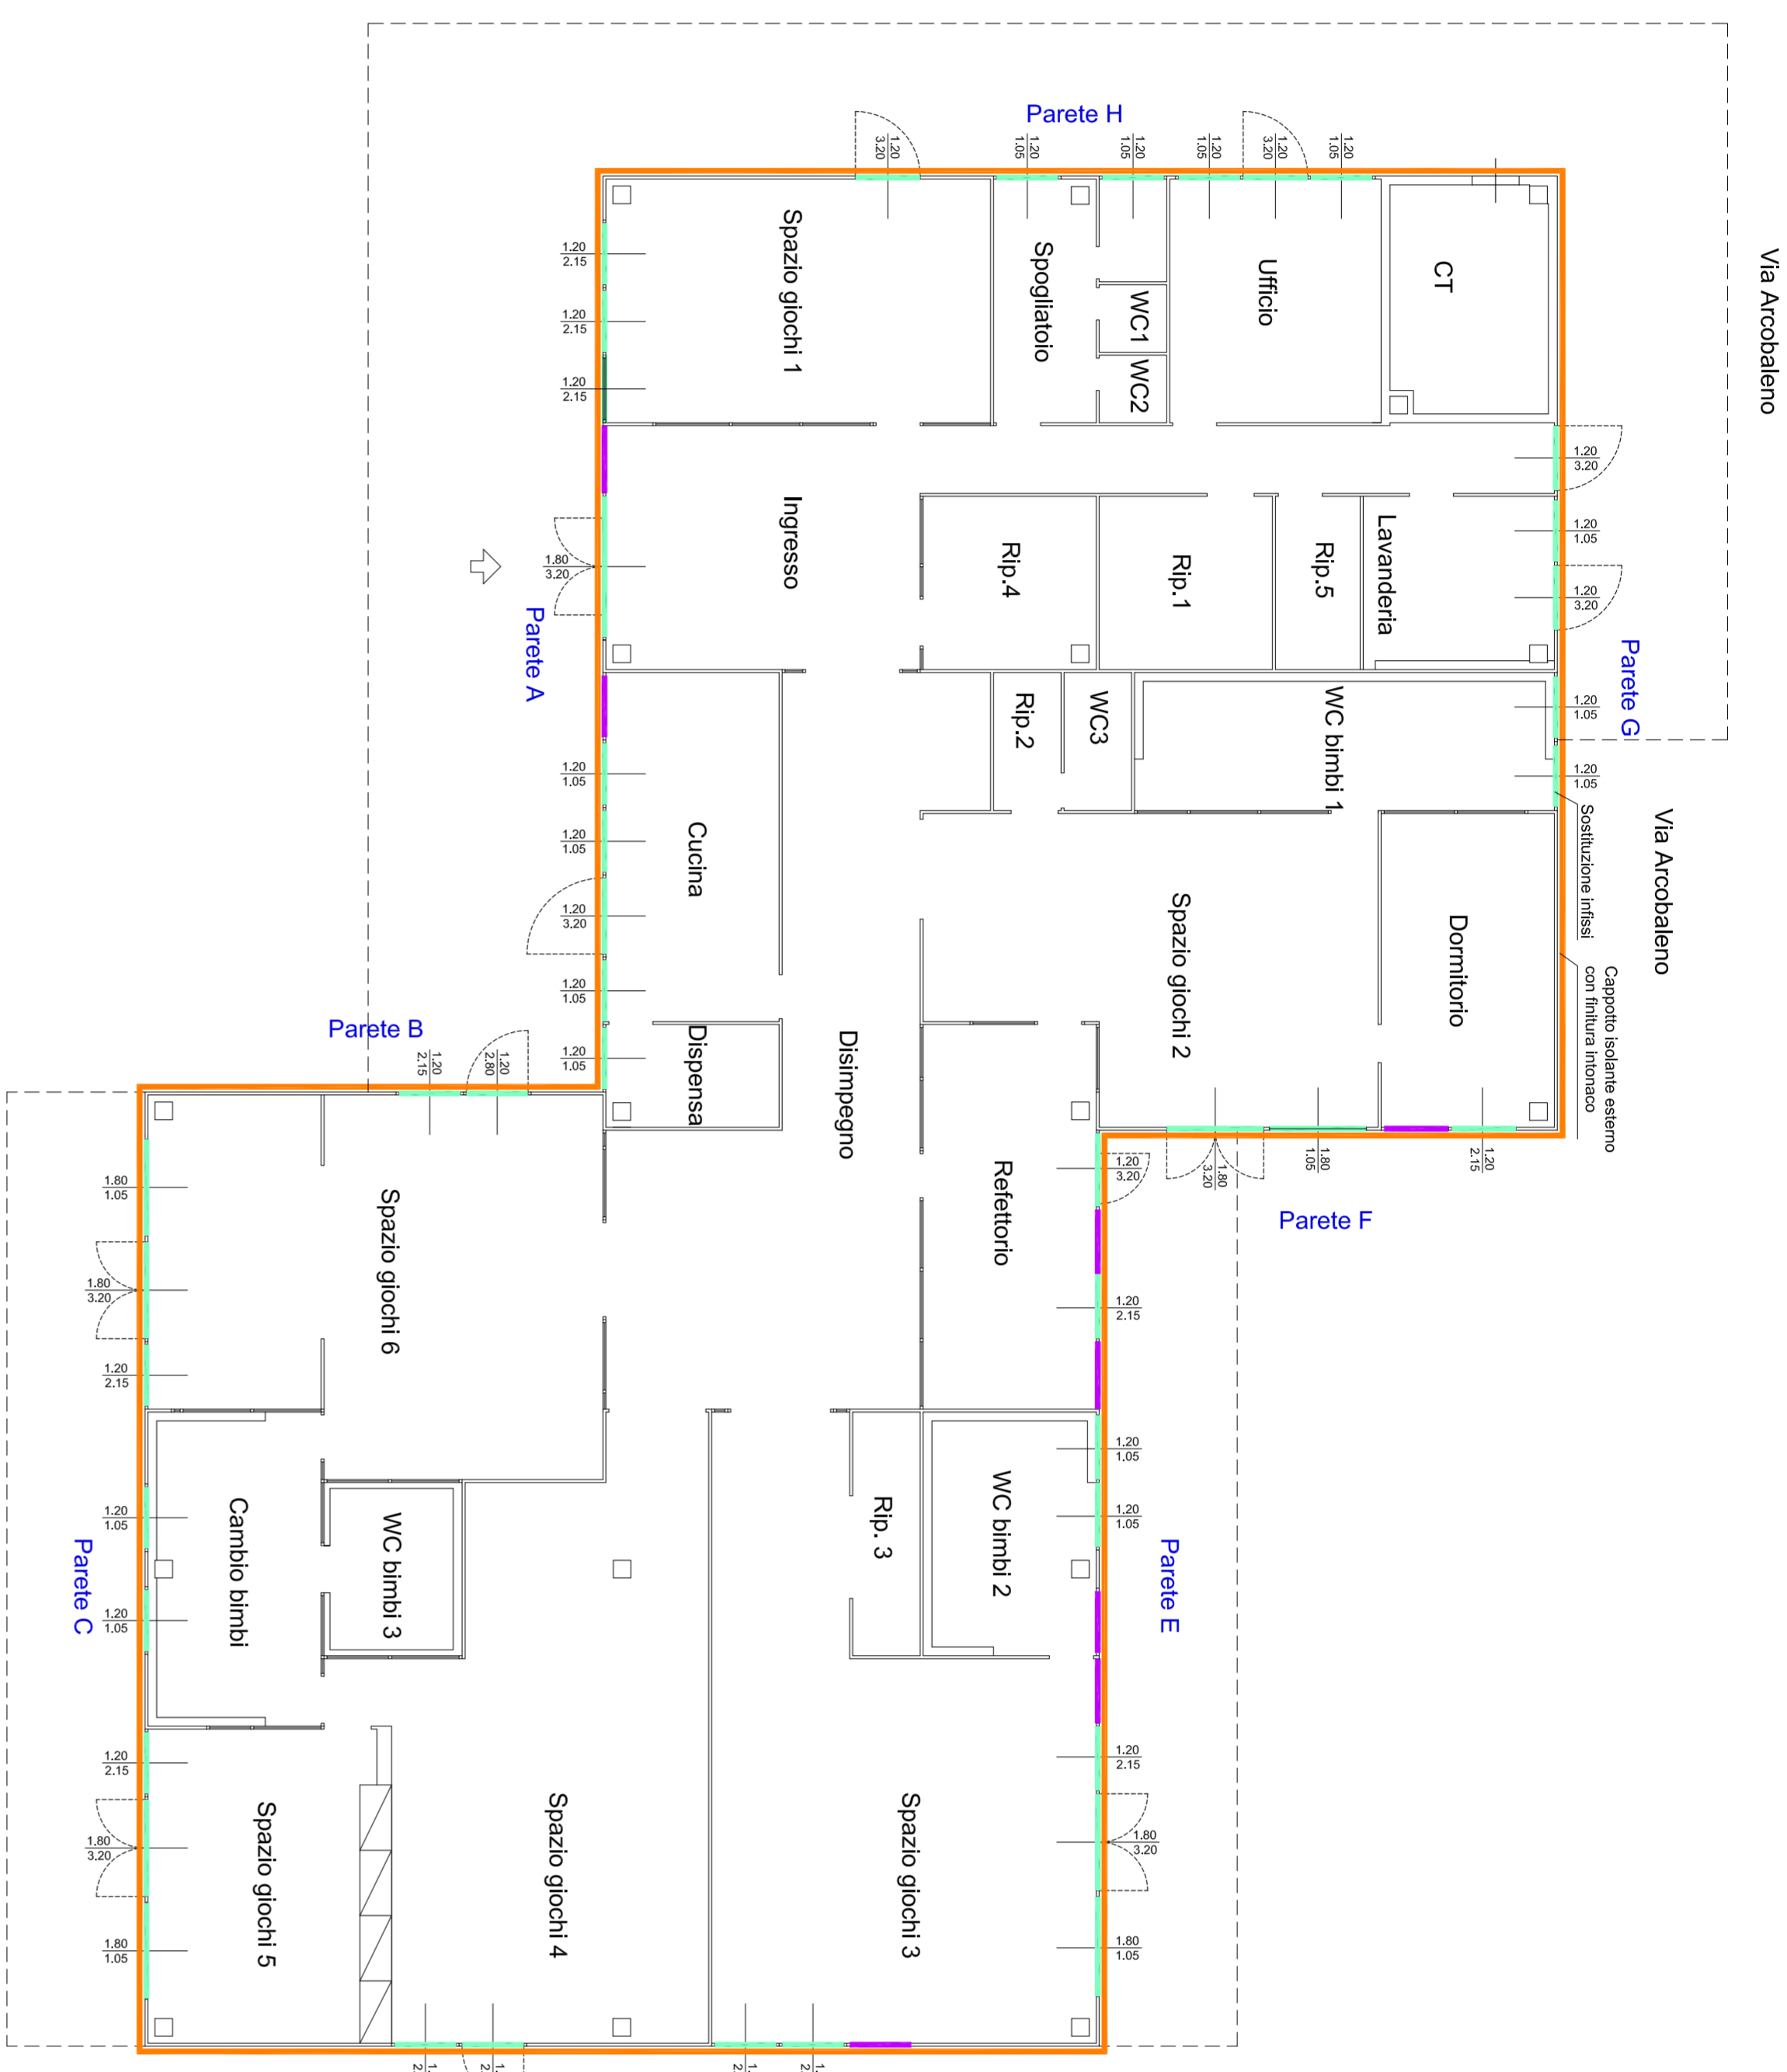 Via Arcobaleno
Parete H
1.20
3.20
1.20
1.05
1.20
1.05
1.20
1.05
1.20
3.20
1.20
1.05
Spazio giochi 1
Spogliatoio
WC1
WC2
Ufficio
CT
1.20
2.15
1.20
2.15
1.20
2.15
1.20
3.20
1.20
1.05
1.20
3.20
Ingresso
Rip.4
Rip.1
Rip.5
Lavanderia
1.80
3.20
Parete A
Parete G
1.20
1.05
1.20
1.05
Rip.2
WC3
WC bimbi 1
Sostituzione infissi
Via Arcobaleno
1.20
1.05
1.20
1.05
1.20
3.20
1.20
1.05
1.20
1.05
Cucina
Spazio giochi 2
Dormitorio
Cappotto isolante esterno
con finitura intonaco
Parete B
1.20
2.15
1.20
2.80
Dispensa
Disimpegno
1.80
3.20
1.80
1.05
1.20
2.15
Parete F
1.80
1.05
1.80
3.20
1.20
2.15
Spazio giochi 6
Refettorio
1.20
3.20
1.20
2.15
1.20
1.05
1.20
1.05
Parete E
Rip. 3
WC bimbi 2
WC bimbi 3
Cambio bimbi
1.20
1.05
1.20
1.05
Parete C
1.20
2.15
1.80
3.20
1.80
1.05
Spazio giochi 5
Spazio giochi 4
Spazio giochi 3
1.20
2.15
1.80
3.20
1.80
1.05